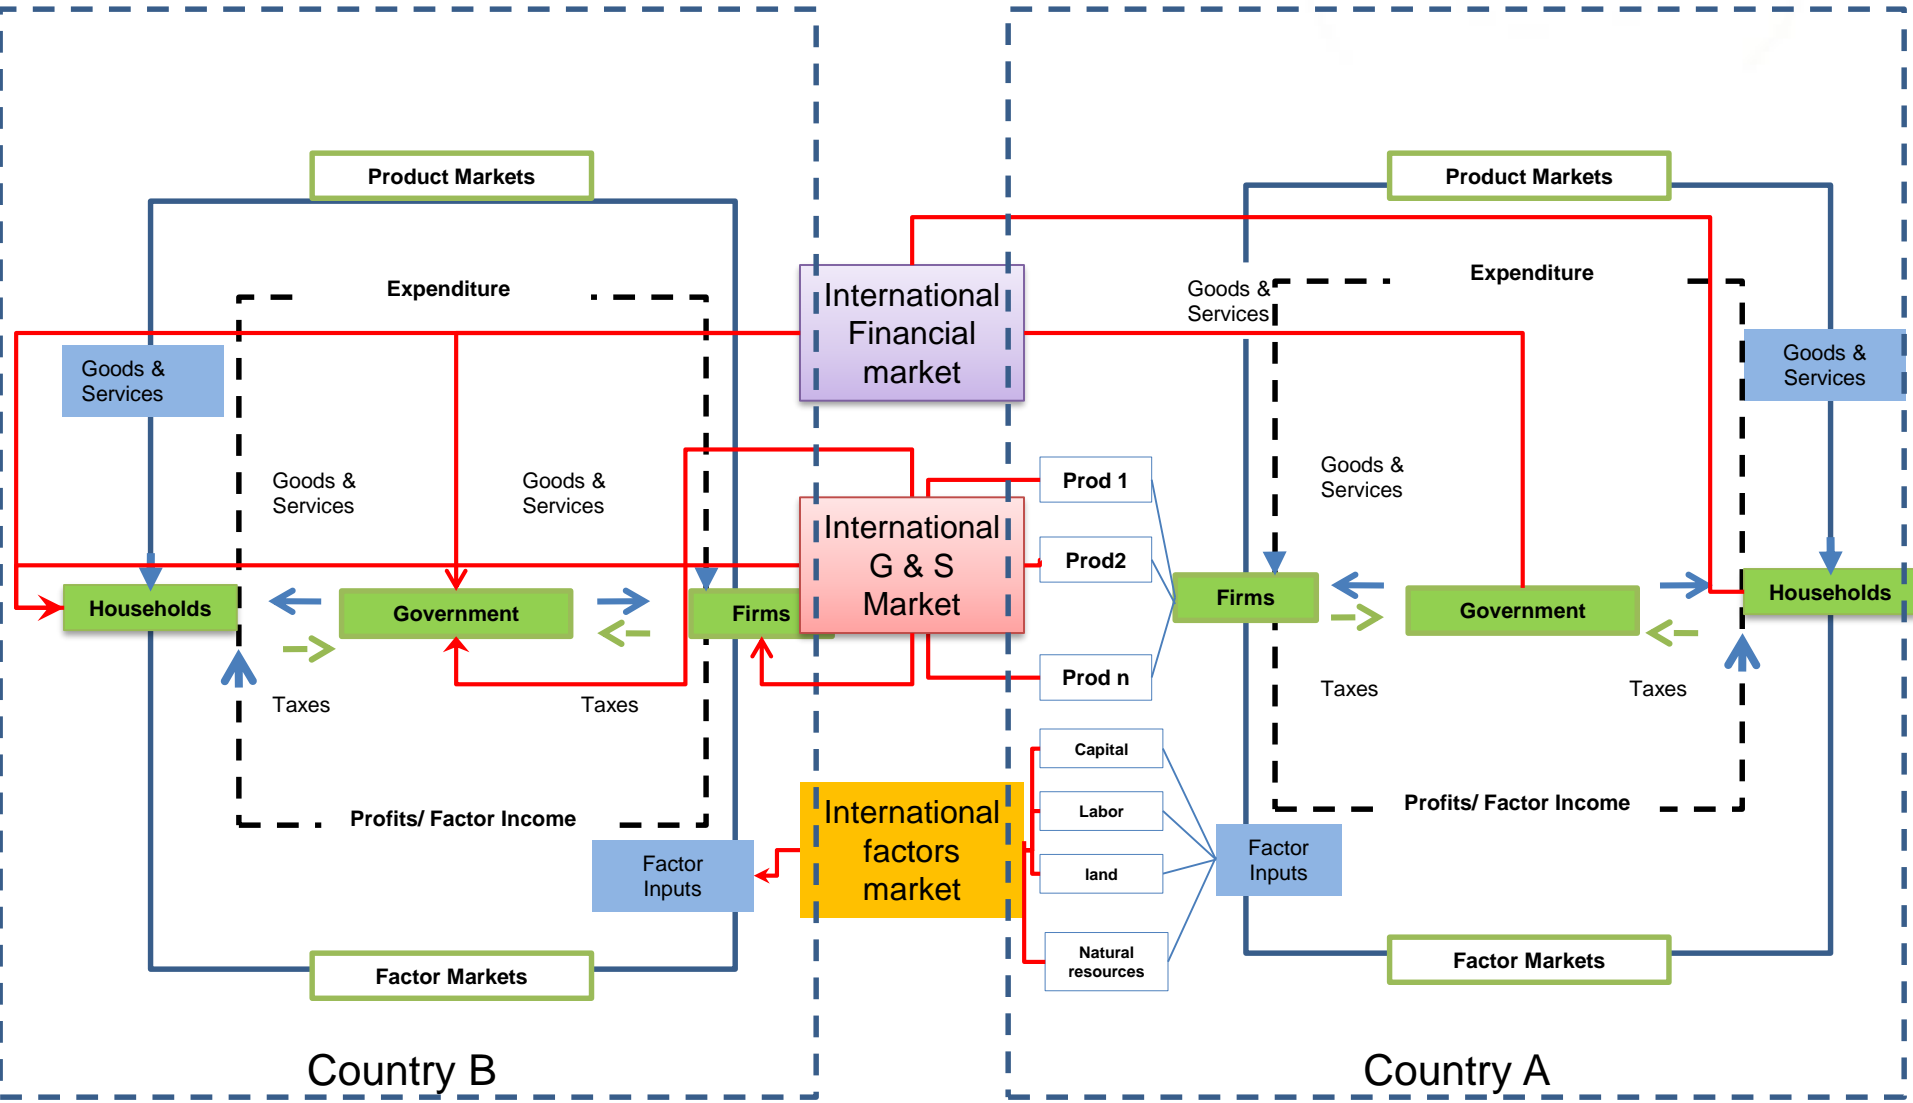 Product Markets
Expenditure
Goods &
Services
Goods &
Services
Goods &
Services
Households
Government
Firms
Taxes
Taxes
Profits/ Factor Income
Factor
Inputs
Factor Markets
Country B
International
Financial
market
International
G & S
Market
International
factors
market
Prod 1
Prod2
Prod n
Capital
Labor
land
Natural
resources
Product Markets
Expenditure
Goods &
Services
Goods &
Services
Goods &
Services
Firms
Government
Households
Taxes
Taxes
Profits/ Factor Income
Factor
Inputs
Factor Markets
Country A